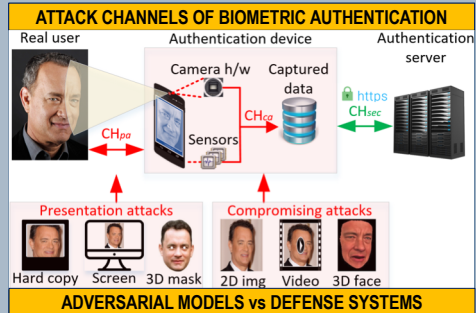 ATTACK CHANNELS OF BIOMETRIC AUTHENTICATION
Real user
Authentication device
Authentication
server
Camera h/w
Captured
data
https
CHpa
CHca
CHsec
Sensors
Presentation attacks
Compromising attacks
Hard copy
Screen
3D mask
2D img
Video
3D face
ADVERSARIAL MODELS vs DEFENSE SYSTEMS